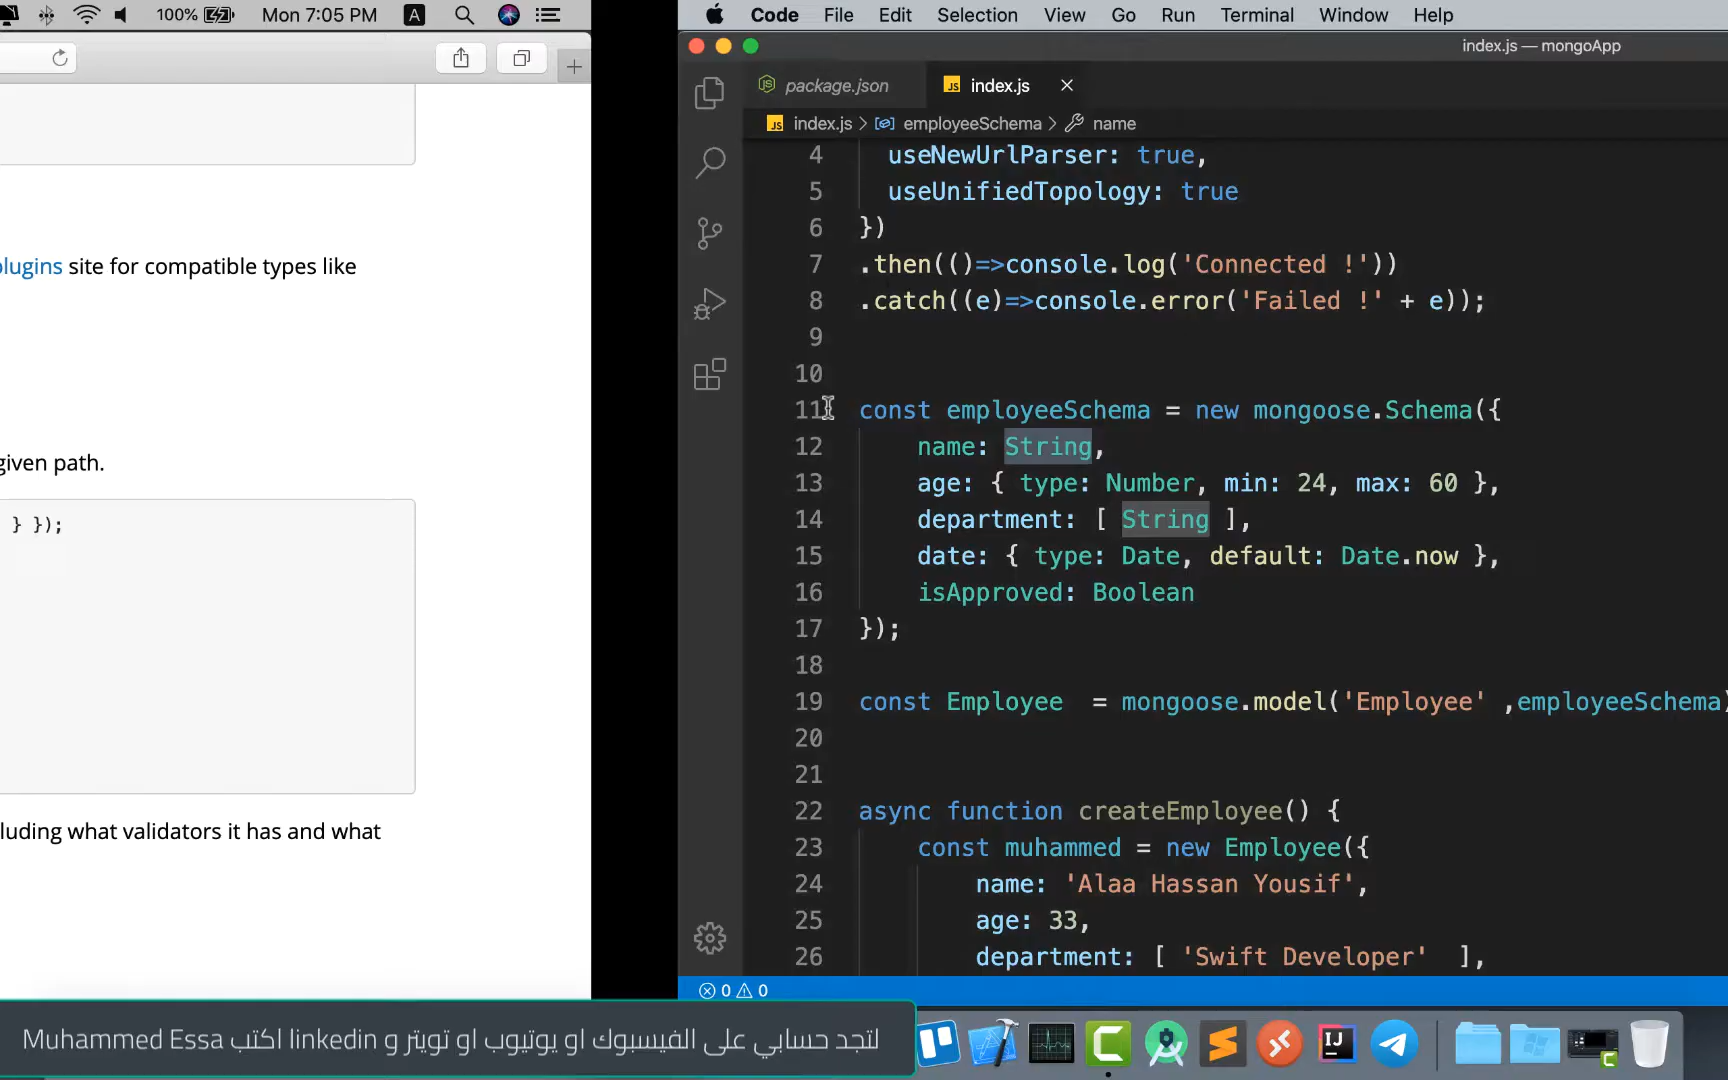 100% Mon 7:05 PM A
lugins site for compatible types like
given path.
} });
luding what validators it has and what
Code File Edit Selection View Go Run Terminal Window Help
index.js — mongoApp
package.json index.js
index.js > employeeSchema > name
4 useNewUrlParser: true,
5 useUnifiedTopology: true
6 })
7 .then(()=>console.log('Connected !'))
8 .catch((e)=>console.error('Failed !' + e));
9
10
11 const employeeSchema = new mongoose.Schema({
12 name: String,
13 age: { type: Number, min: 24, max: 60 },
14 department: [ String ],
15 date: { type: Date, default: Date.now },
16 isApproved: Boolean
17 });
18
19 const Employee = mongoose.model('Employee' ,employeeSchema)
20
21
22 async function createEmployee() {
23 const muhammed = new Employee({
24 name: 'Alaa Hassan Yousif',
25 age: 33,
26 department: [ 'Swift Developer' ],
0 0
لتجد حسابي على الفيسبوك او يوتيوب او تويتر و linkedin اكتب Muhammed Essa